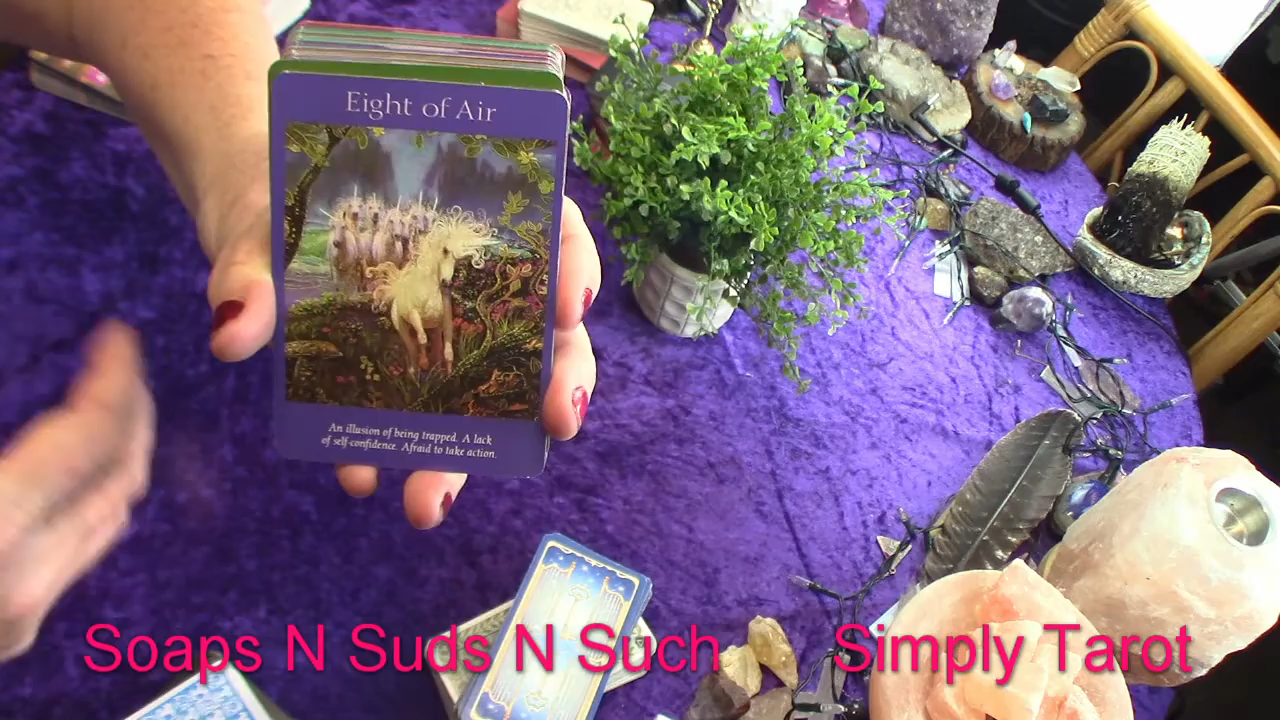 Eight of Air
An illusion of being trapped. A lack
of self-confidence. Afraid to take action.
Soaps N Suds N Such Simply Tarot